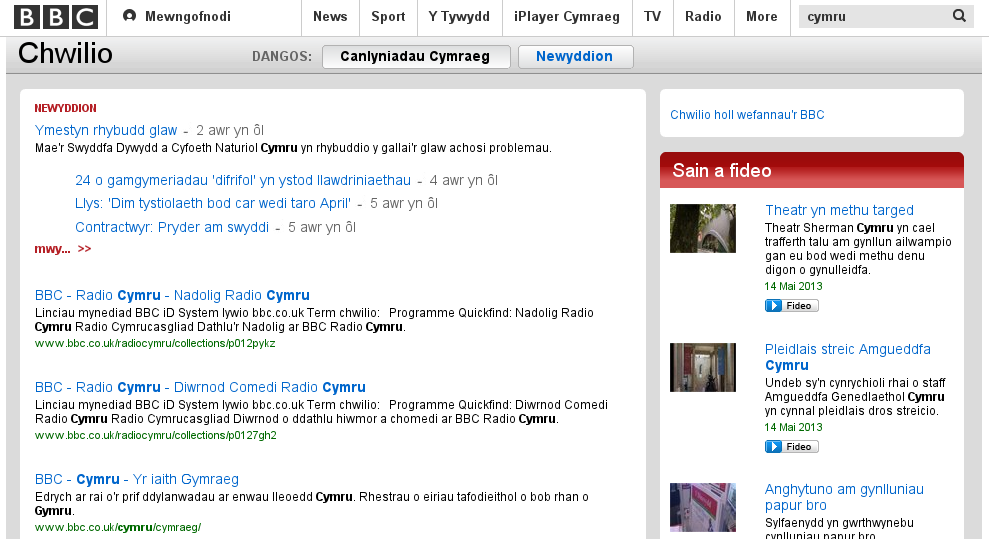 BBC Mewngofnodi News Sport Y Tywydd iPlayer Cymraeg TV Radio More cymru
Chwilio DANGOS: Canlyniadau Cymraeg Newyddion
NEWYDDION
Ymestyn rhybudd glaw - 2 awr yn ôl
Mae'r Swyddfa Dywydd a Cyfoeth Naturiol Cymru yn rhybuddio y gallai'r glaw achosi problemau.
24 o gamgymeriadau 'difrifol' yn ystod llawdriniaethau - 4 awr yn ôl
Llys: 'Dim tystiolaeth bod car wedi taro April' - 5 awr yn ôl
Contractwyr: Pryder am swyddi - 5 awr yn ôl
mwy... >>
BBC - Radio Cymru - Nadolig Radio Cymru
Linciau mynediad BBC iD System lywio bbc.co.uk Term chwilio: Programme Quickfind: Nadolig Radio
Cymru Radio Cymrucasgliad Dathlu'r Nadolig ar BBC Radio Cymru.
www.bbc.co.uk/radiocymru/collections/p012pykz
BBC - Radio Cymru - Diwrnod Comedi Radio Cymru
Linciau mynediad BBC iD System lywio bbc.co.uk Term chwilio: Programme Quickfind: Diwrnod Comedi
Radio Cymru Radio Cymrucasgliad Diwrnod o ddathlu hiwmor a chomedi ar BBC Radio Cymru.
www.bbc.co.uk/radiocymru/collections/p0127gh2
BBC - Cymru - Yr iaith Gymraeg
Edrych ar rai o'r prif ddylanwadau ar enwau lleoedd Cymru. Rhestrau o eiriau tafodieithol o bob rhan o
Gymru.
www.bbc.co.uk/cymru/cymraeg/
Chwilio holl wefannau'r BBC
Sain a fideo
Theatr yn methu targed
Theatr Sherman Cymru yn cael
trafferth talu am gynllun ailwampio
gan eu bod wedi methu denu
digon o gynulleidfa.
14 Mai 2013
Fideo
Pleidlais streic Amgueddfa
Cymru
Undeb sy'n cynrychioli rhai o staff
Amgueddfa Genedlaethol Cymru
yn cynnal pleidlais dros streicio.
14 Mai 2013
Fideo
Anghytuno am gynlluniau
papur bro
Sylfaenydd yn gwrthwynebu
cynlluniau papur bro